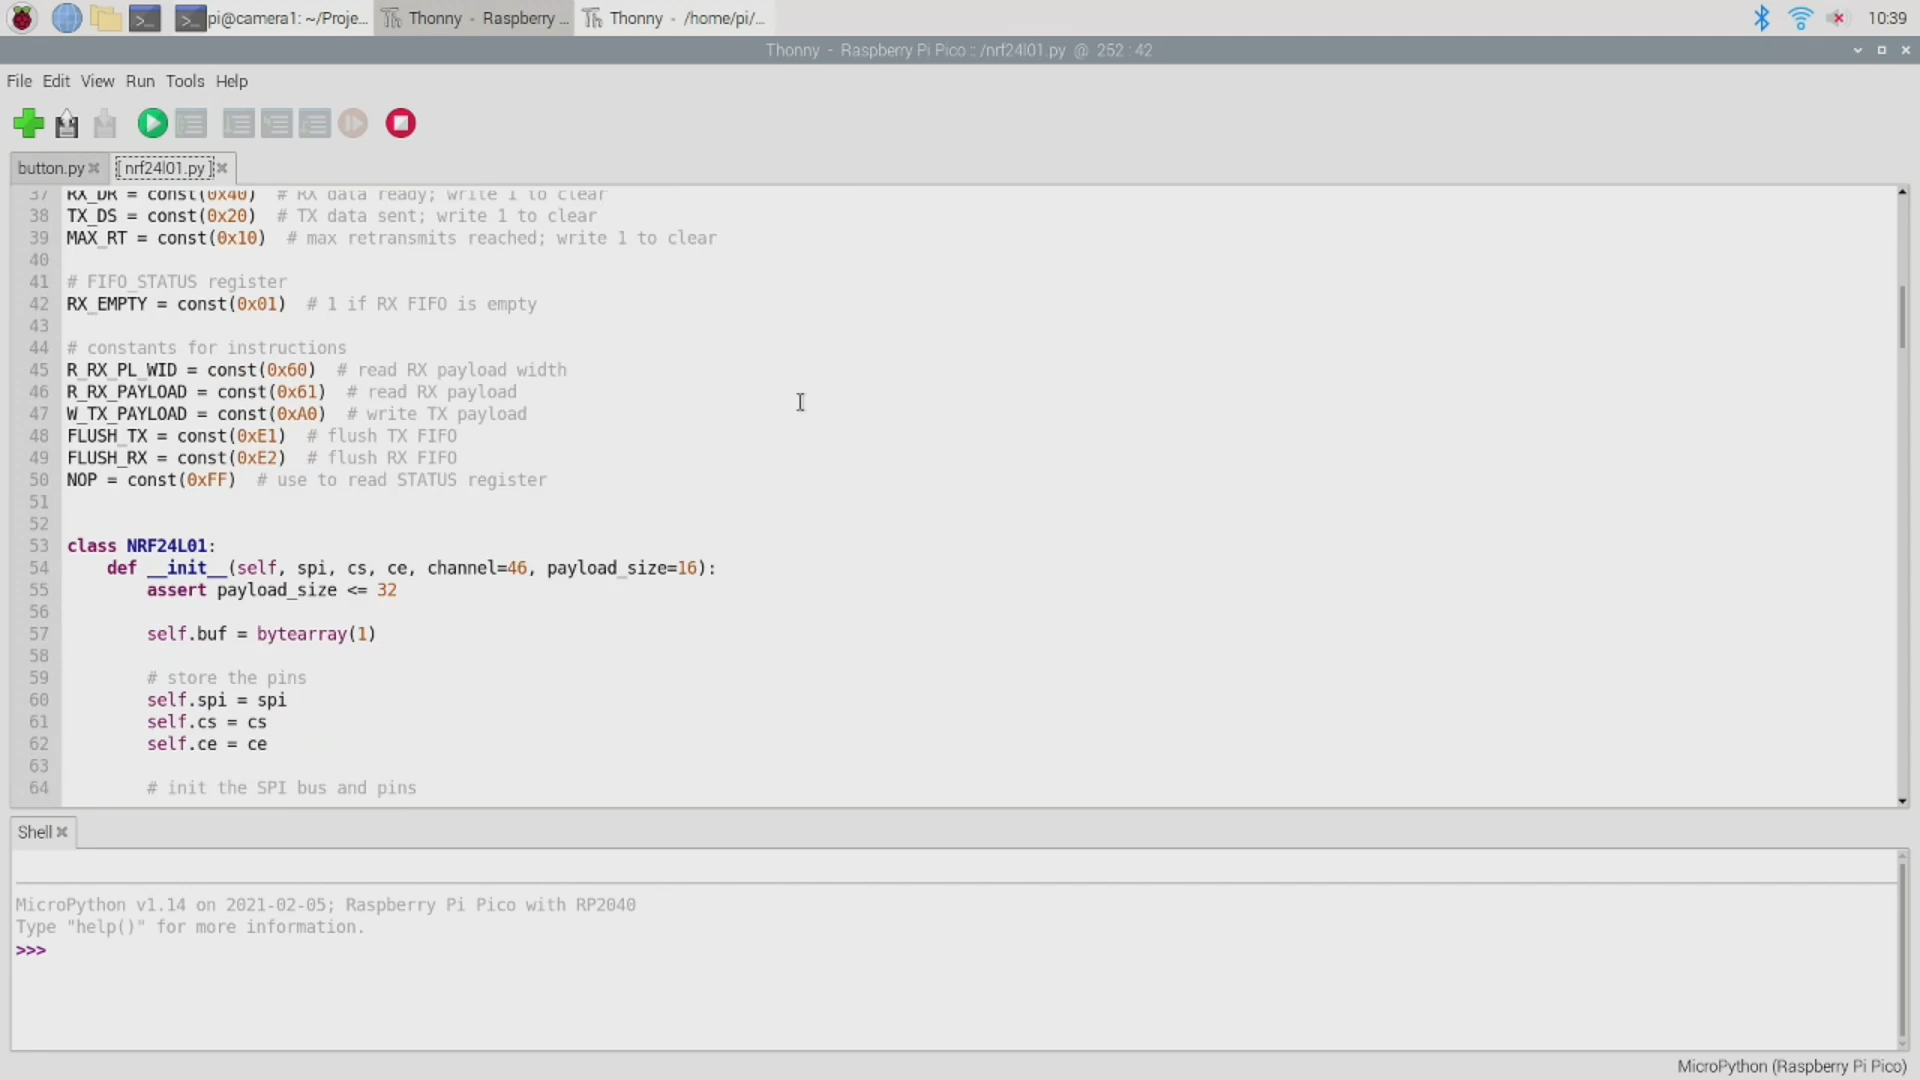 pi@camera1: ~/Proje...
Thonny - Raspberry ...
Thonny - /home/pi/...
10:39
Thonny - Raspberry Pi Pico :: /nrf24l01.py @ 252 : 42
File Edit View Run Tools Help
button.py
[ nrf24l01.py ]
37 RX_DR = const(0x40) # RX data ready; write 1 to clear
38 TX_DS = const(0x20) # TX data sent; write 1 to clear
39 MAX_RT = const(0x10) # max retransmits reached; write 1 to clear
40
41 # FIFO_STATUS register
42 RX_EMPTY = const(0x01) # 1 if RX FIFO is empty
43
44 # constants for instructions
45 R_RX_PL_WID = const(0x60) # read RX payload width
46 R_RX_PAYLOAD = const(0x61) # read RX payload
47 W_TX_PAYLOAD = const(0xA0) # write TX payload
48 FLUSH_TX = const(0xE1) # flush TX FIFO
49 FLUSH_RX = const(0xE2) # flush RX FIFO
50 NOP = const(0xFF) # use to read STATUS register
51
52
53 class NRF24L01:
54 def __init__(self, spi, cs, ce, channel=46, payload_size=16):
55 assert payload_size <= 32
56
57 self.buf = bytearray(1)
58
59 # store the pins
60 self.spi = spi
61 self.cs = cs
62 self.ce = ce
63
64 # init the SPI bus and pins
Shell
MicroPython v1.14 on 2021-02-05; Raspberry Pi Pico with RP2040
Type "help()" for more information.
>>>
MicroPython (Raspberry Pi Pico)